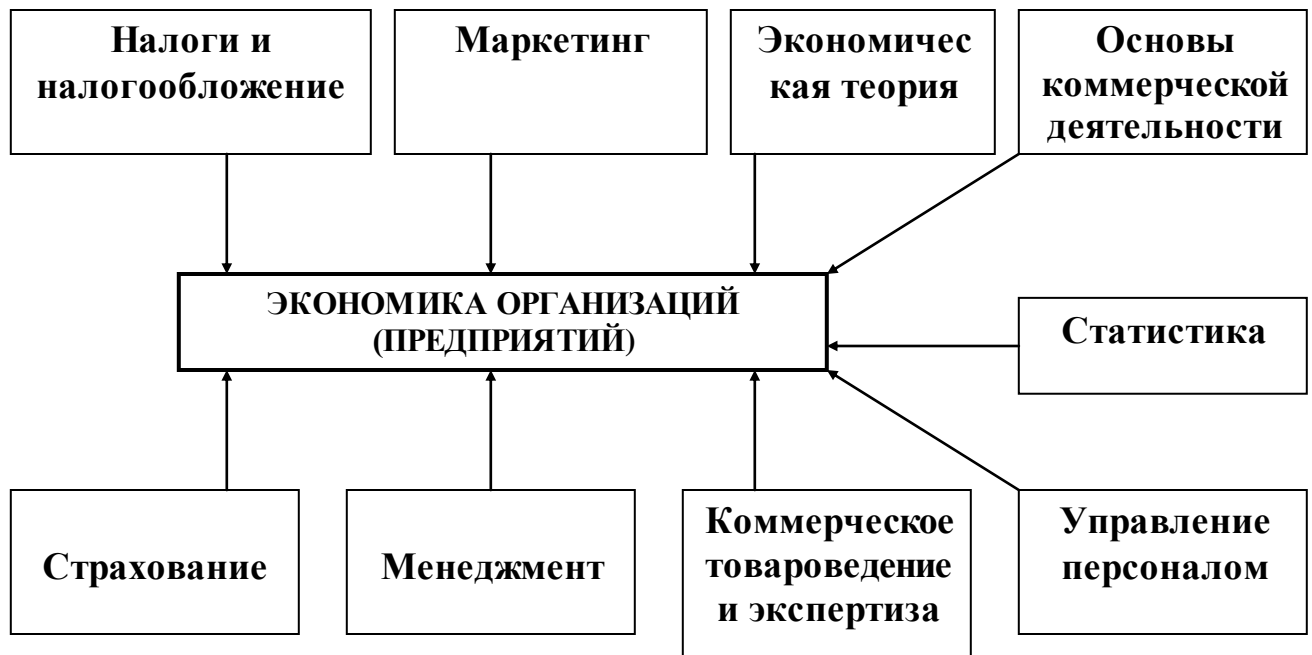 Налоги и
налогообложение
Маркетинг
Экономичес
кая теория
Основы
коммерческой
деятельности
ЭКОНОМИКА ОРГАНИЗАЦИЙ
(ПРЕДПРИЯТИЙ)
Статистика
Страхование
Менеджмент
Коммерческое
товароведение
и экспертиза
Управление
персоналом